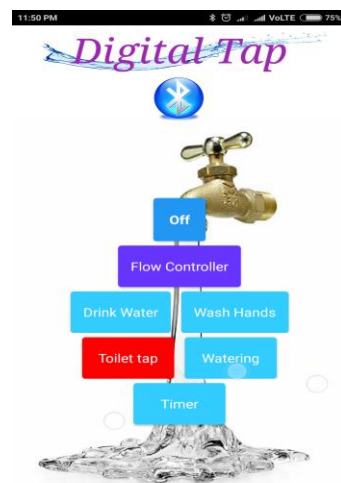 11:50 PM VoLTE 75%
Digital Tap
Off
Flow Controller
Drink Water Wash Hands
Toilet tap Watering
Timer